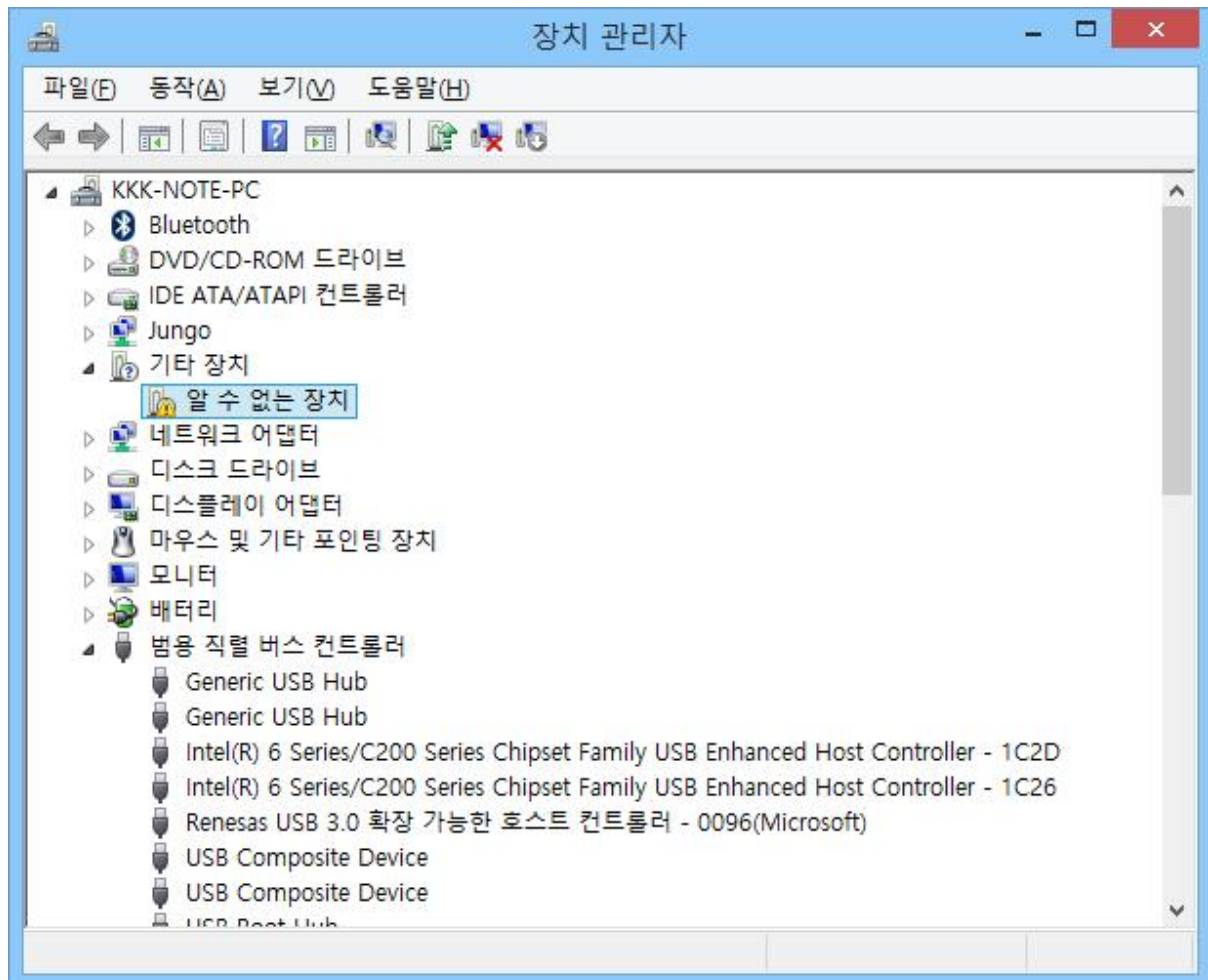 장치 관리자
파일(F) 동작(A) 보기(V) 도움말(H)
KKK-NOTE-PC
Bluetooth
DVD/CD-ROM 드라이브
IDE ATA/ATAPI 컨트롤러
Jungo
기타 장치
알 수 없는 장치
네트워크 어댑터
디스크 드라이브
디스플레이 어댑터
마우스 및 기타 포인팅 장치
모니터
배터리
범용 직렬 버스 컨트롤러
Generic USB Hub
Generic USB Hub
Intel(R) 6 Series/C200 Series Chipset Family USB Enhanced Host Controller - 1C2D
Intel(R) 6 Series/C200 Series Chipset Family USB Enhanced Host Controller - 1C26
Renesas USB 3.0 확장 가능한 호스트 컨트롤러 - 0096(Microsoft)
USB Composite Device
USB Composite Device
USB Root Hub